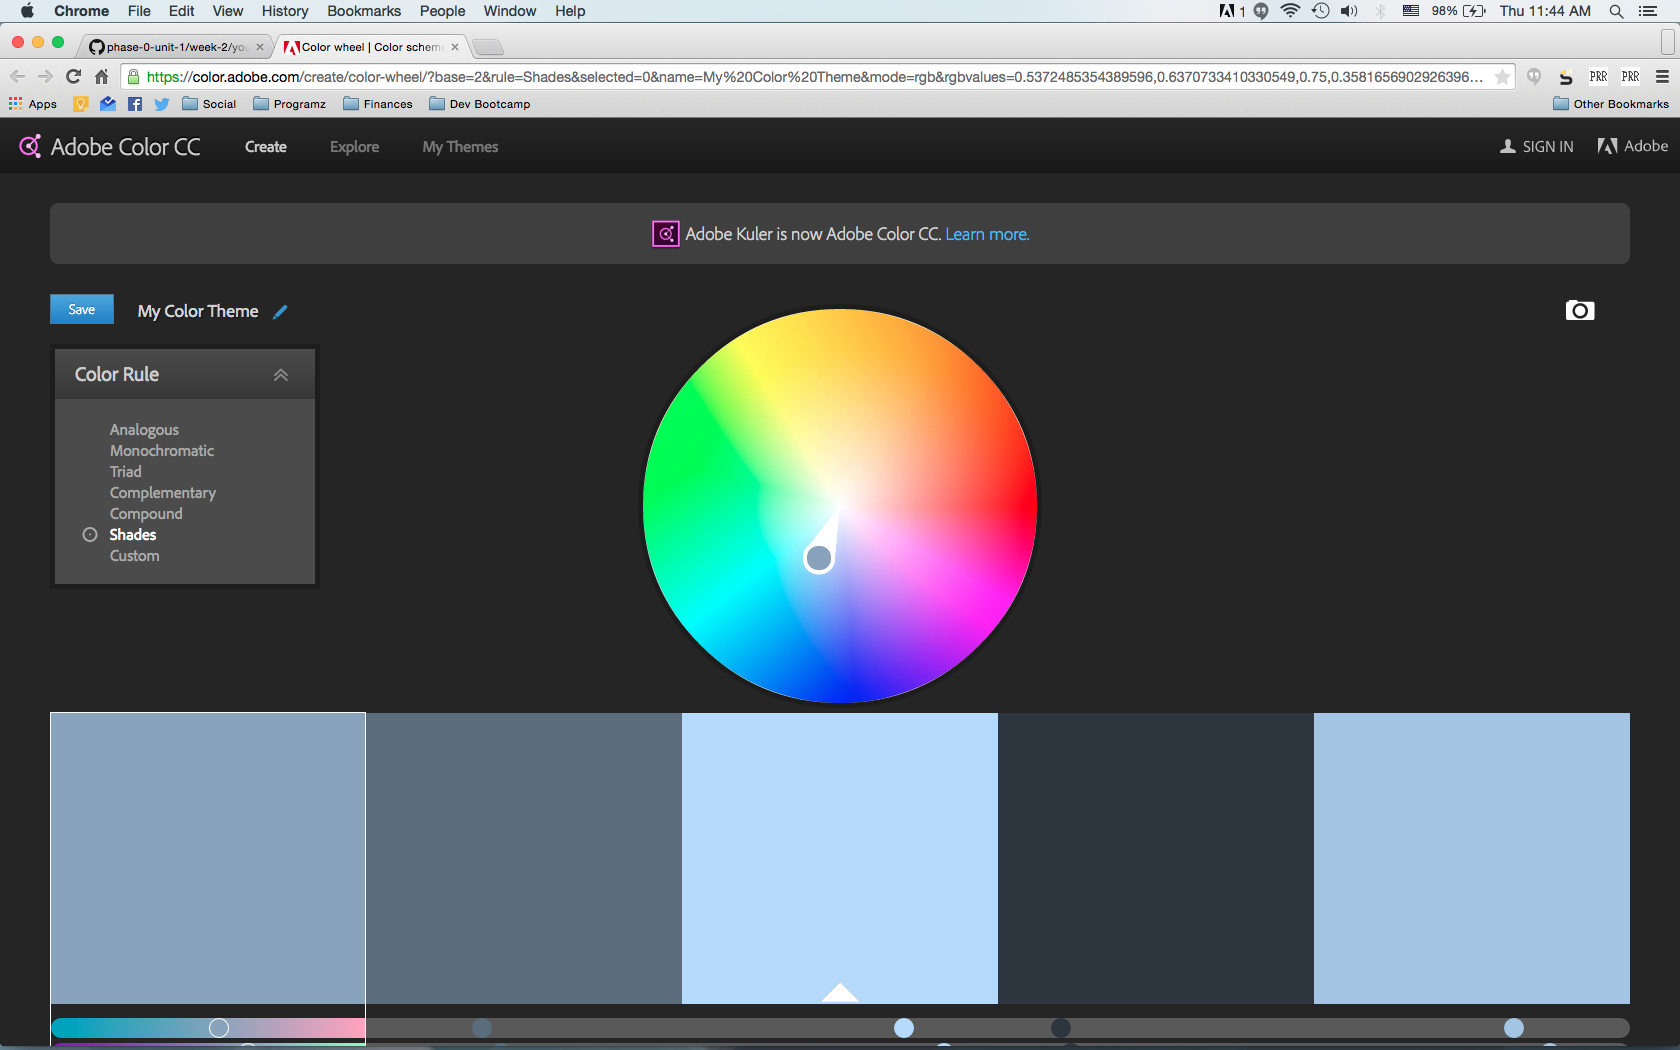 Chrome File Edit View History Bookmarks People Window Help 1 98% Thu 11:44 AM
phase-0-unit-1/week-2/you Color wheel | Color scheme
https://color.adobe.com/create/color-wheel/?base=2&rule=Shades&selected=0&name=My%20Color%20Theme&mode=rgb&rgbvalues=0.5372485354389596,0.6370733410330549,0.75,0.3581656902926396... PRR PRR
Apps Social Programz Finances Dev Bootcamp Other Bookmarks
Adobe Color CC Create Explore My Themes SIGN IN Adobe
Adobe Kuler is now Adobe Color CC. Learn more.
Save My Color Theme
Color Rule
Analogous
Monochromatic
Triad
Complementary
Compound
Shades
Custom